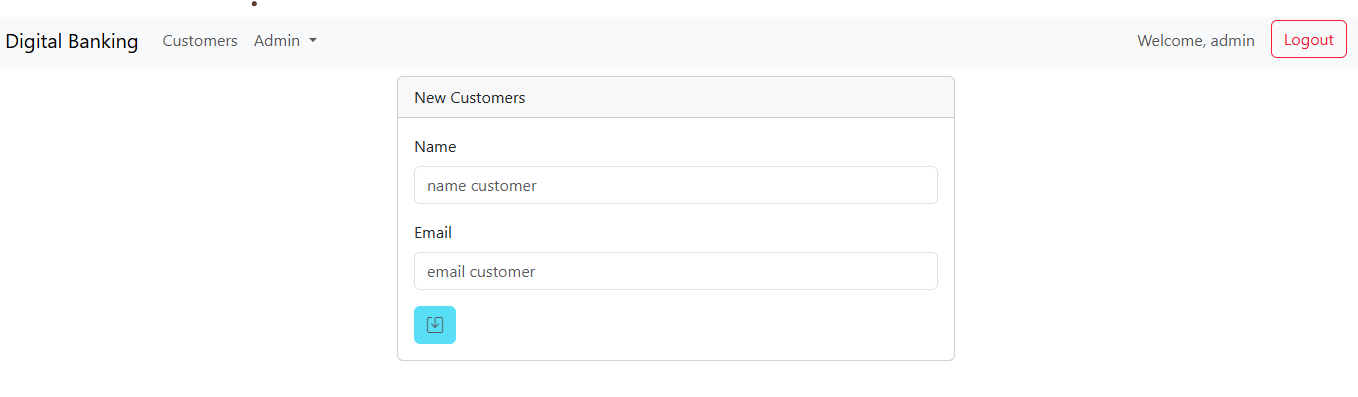 Digital Banking Customers Admin Welcome, admin Logout
New Customers
Name
name customer
Email
email customer